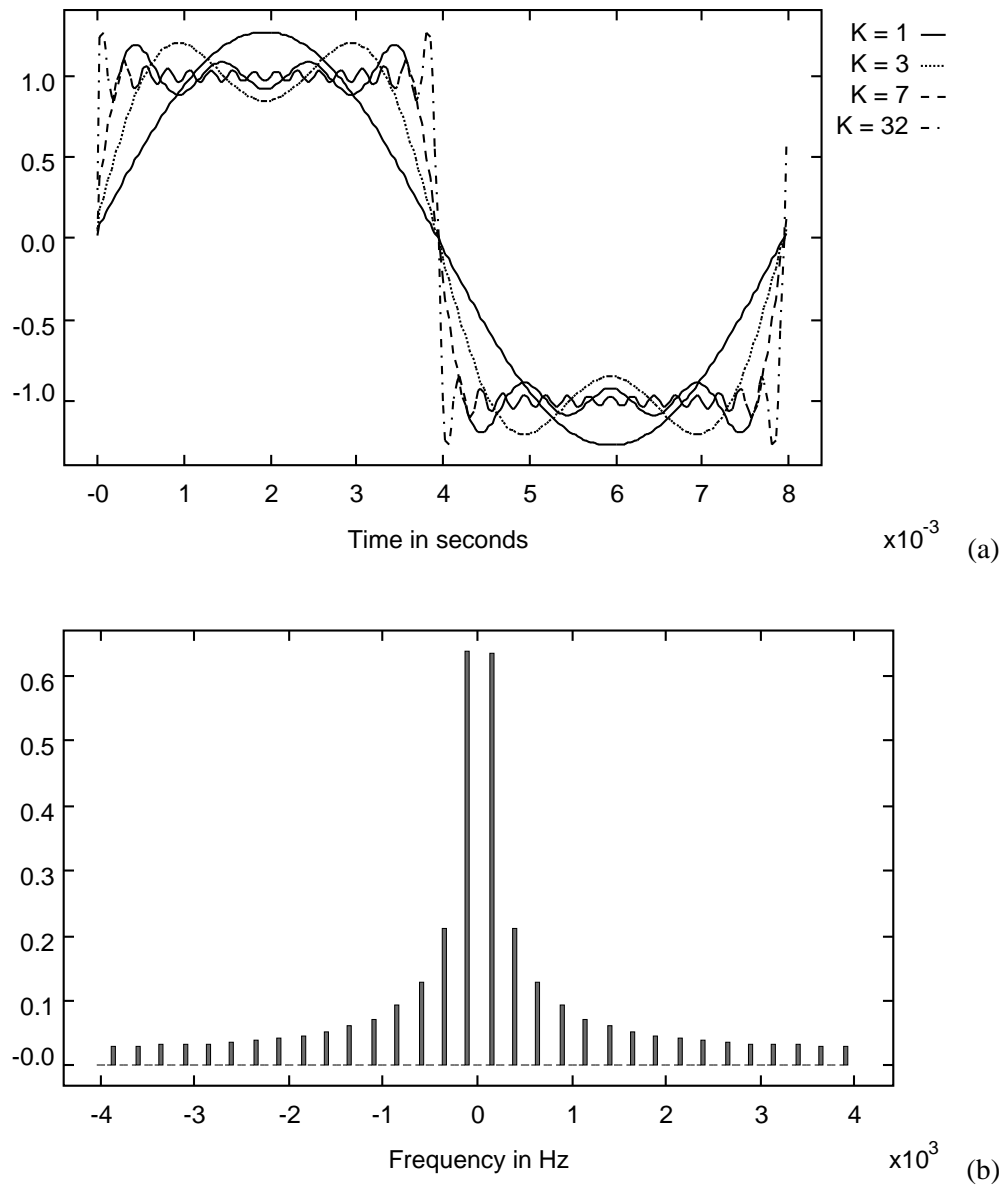 K = 1
K = 3
K = 7
K = 32
1.0
0.5
0.0
-0.5
-1.0
-0 1 2 3 4 5 6 7 8
Time in seconds x10-3 (a)
0.6
0.5
0.4
0.3
0.2
0.1
-0.0
-4 -3 -2 -1 0 1 2 3 4
Frequency in Hz x103 (b)